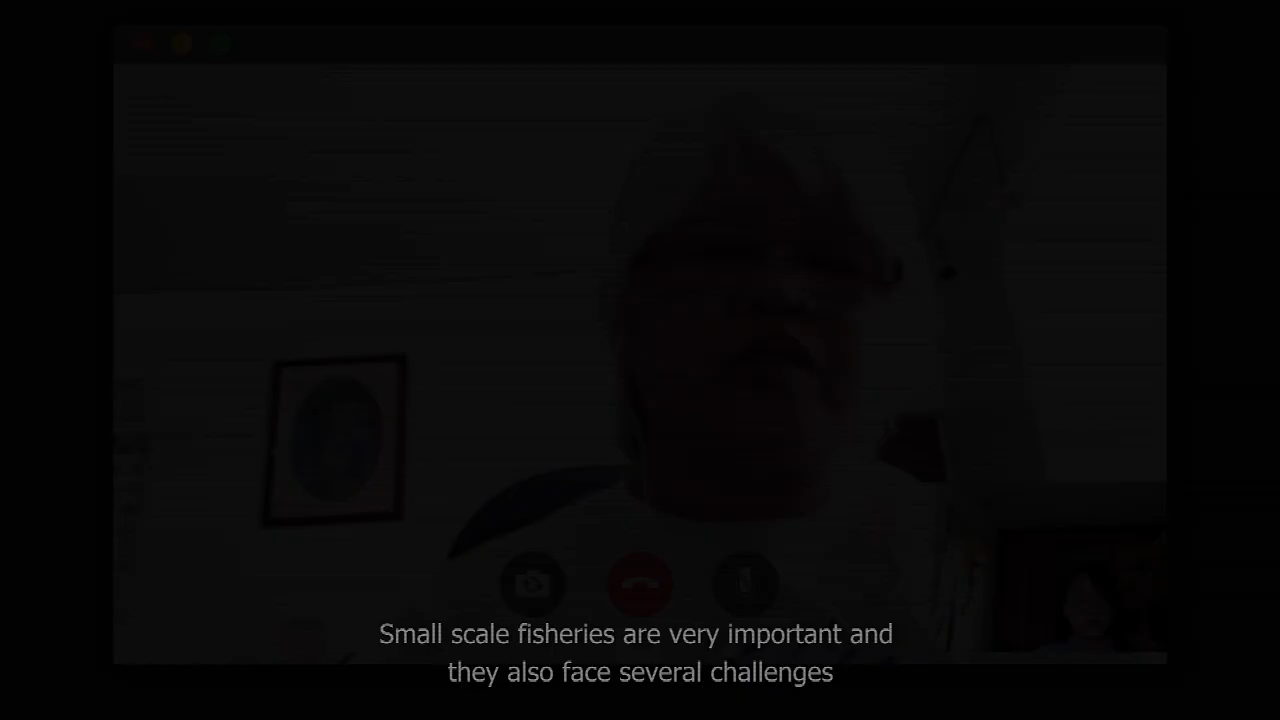 Small scale fisheries are very important and
they also face several challenges